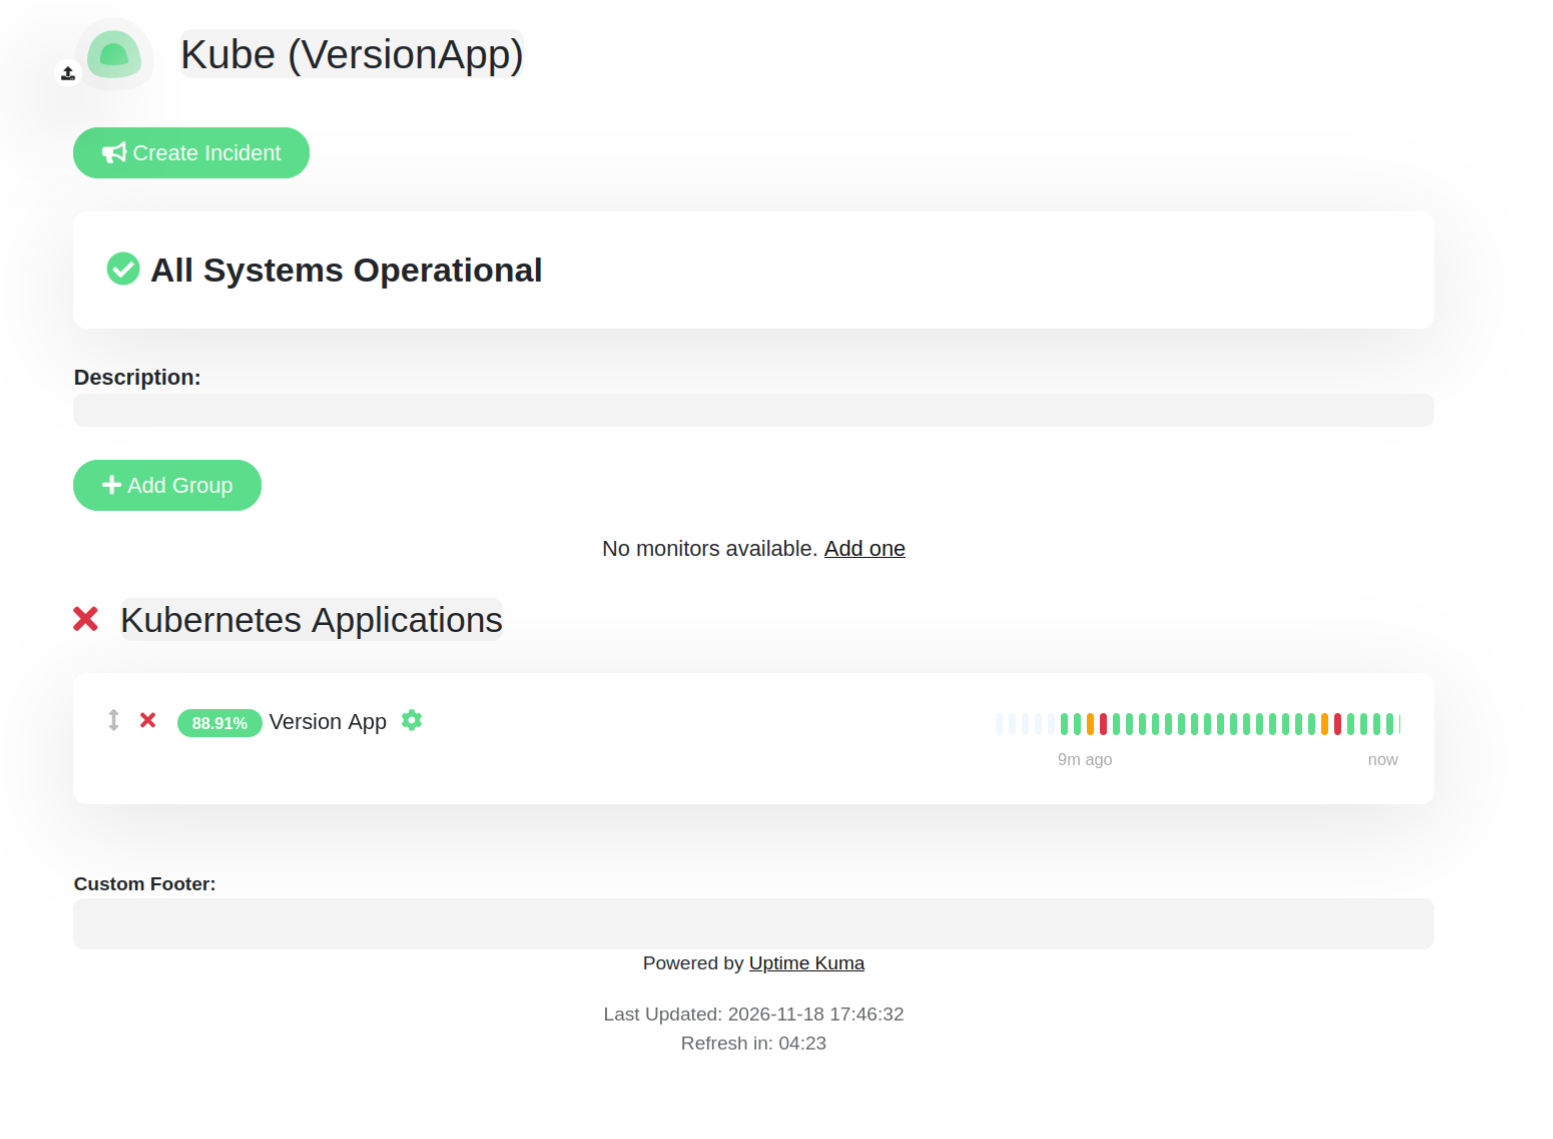 Kube (VersionApp)
Create Incident
All Systems Operational
Description:
Add Group
No monitors available. Add one
Kubernetes Applications
88.91% Version App
9m ago now
Custom Footer:
Powered by Uptime Kuma
Last Updated: 2026-11-18 17:46:32
Refresh in: 04:23